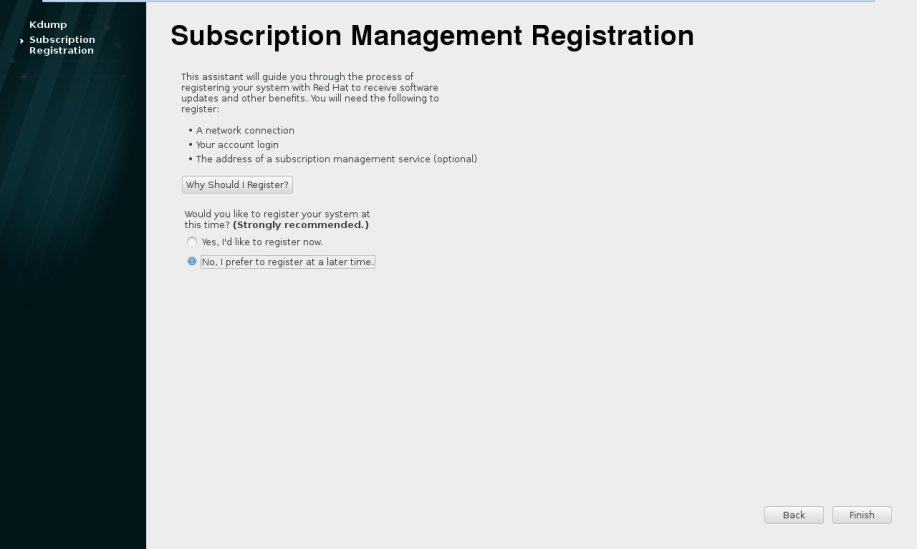 Kdump
Subscription
Registration
Subscription Management Registration
This assistant will guide you through the process of
registering your system with Red Hat to receive software
updates and other benefits. You will need the following to
register:
• A network connection
• Your account login
• The address of a subscription management service (optional)
Why Should I Register?
Would you like to register your system at
this time? (Strongly recommended.)
Yes, I'd like to register now.
No, I prefer to register at a later time.
Back
Finish